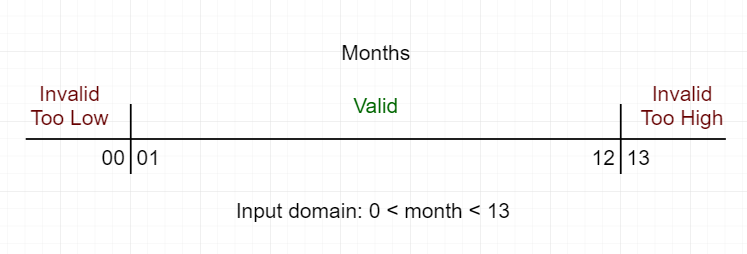 Months
Invalid
Too Low
Valid
Invalid
Too High
00 01
12 13
Input domain: 0 < month < 13